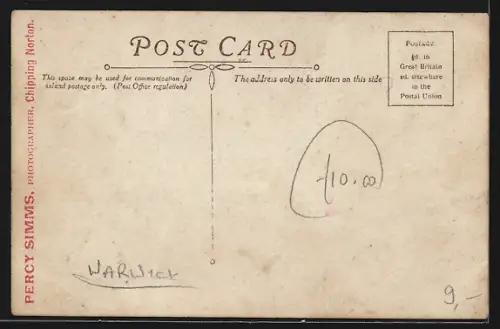 PERCY SIMMS, PHOTOGRAPHER, Chipping Norton.
POST CARD
This space may be used for communication for
island postage only. (Post Office regulation)
The address only to be written on this side
Postage
½d. in
Great Britain
1d. elsewhere
in the
Postal Union
£10.00
WARWICK
9,-